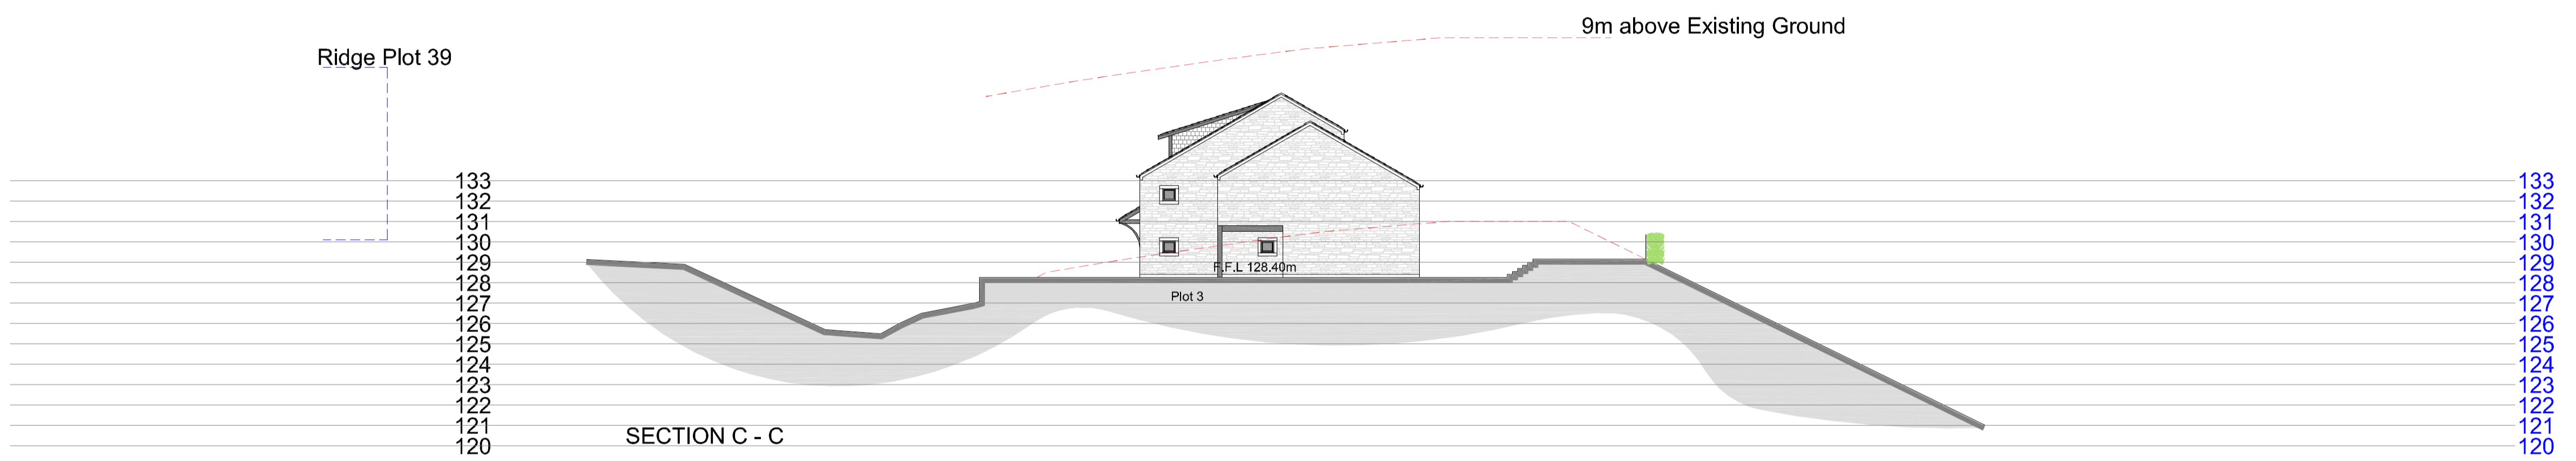 9m above Existing Ground
Ridge Plot 39
133 133
132 132
131 131
130 130
129 129
F.F.L 128.40m
128 128
Plot 3
127 127
126 126
125 125
124 124
123 123
122 122
121 121
SECTION C - C
120 120